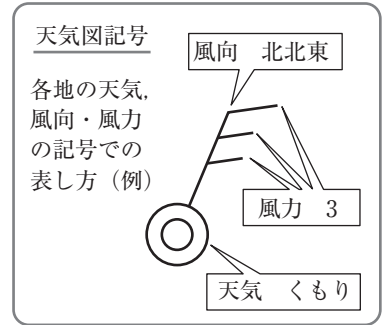 天気図記号
各地の天気,
風向・風力
の記号での
表し方（例）
風向　北北東
風力　3
天気　くもり